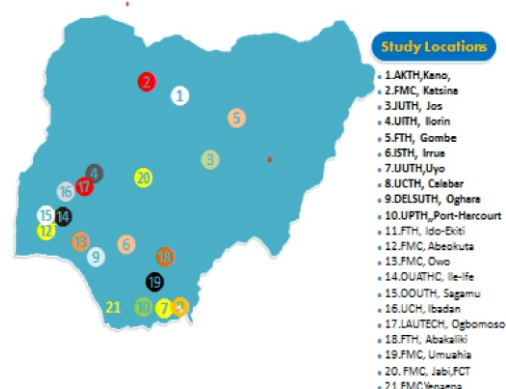 2
1
5
3
4
20
17
16
15 14
12
13
6
9
18
19
21 10 7
Study Locations
1.AKTH,Kano,
2.FMC, Katsina
3.JUTH, Jos
4.UITH, Ilorin
5.FTH, Gombe
6.ISTH, Irrua
7.UUTH,Uyo
8.UCTH, Calabar
9.DELSUTH, Oghara
10.UPTH,,Port-Harcourt
11.FTH, Ido-Ekiti
12.FMC, Abeokuta
13.FMC, Owo
14.OUATHC, Ile-Ife
15.OOUTH, Sagamu
16.UCH, Ibadan
17.LAUTECH, Ogbomoso
18.FTH, Abakaliki
19.FMC, Umuahia
20. FMC, Jabi,FCT
21.FMC,Yenagoa